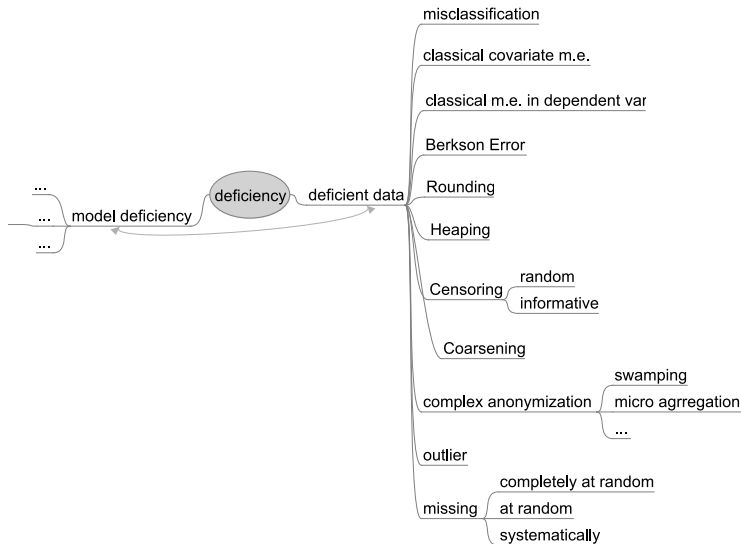 misclassification
classical covariate m.e.
classical m.e. in dependent var
Berkson Error
deficiency
deficient data
Rounding
...
...
model deficiency
...
Heaping
Censoring
random
informative
Coarsening
complex anonymization
swamping
micro agrregation
...
outlier
missing
completely at random
at random
systematically